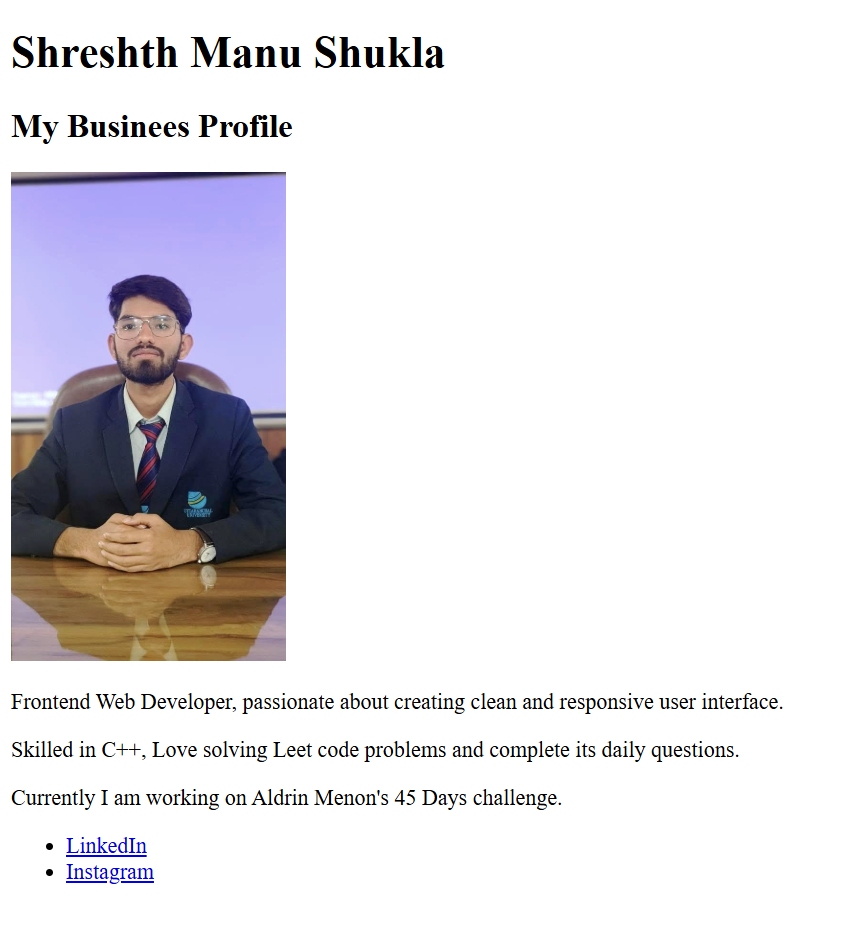 Shreshth Manu Shukla
My Businees Profile
UNIVERSITY
Frontend Web Developer, passionate about creating clean and responsive user interface.
Skilled in C++, Love solving Leet code problems and complete its daily questions.
Currently I am working on Aldrin Menon's 45 Days challenge.
LinkedIn
Instagram